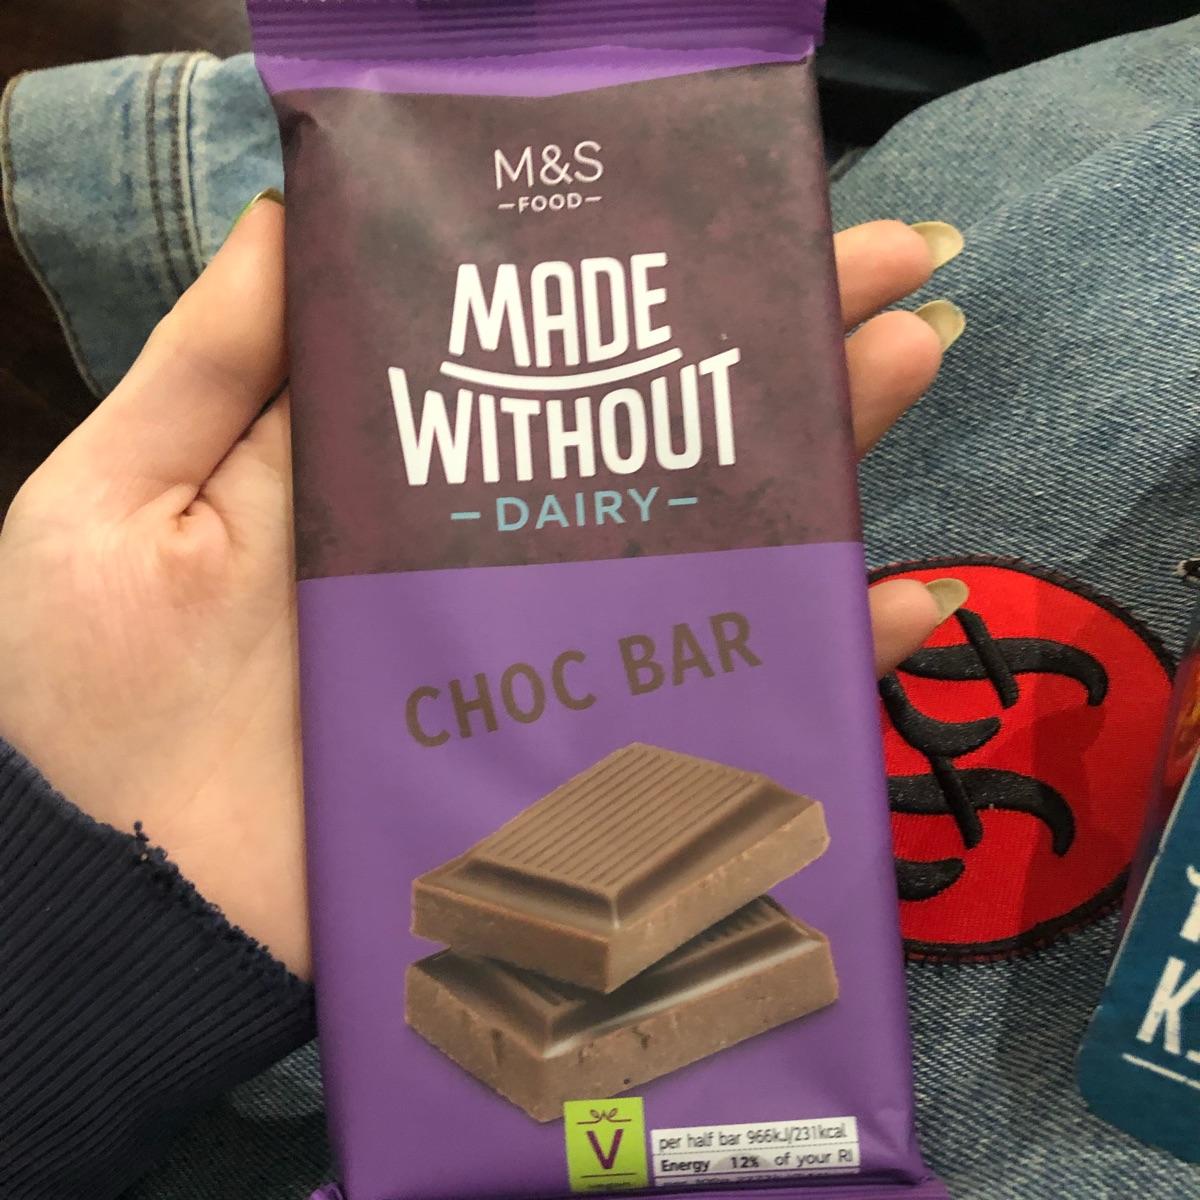 M&S
-FOOD-
MADE
WITHOUT
-DAIRY-
CHOC BAR
V
per half bar 966kJ/231kcal
Energy 12% of your RI
K